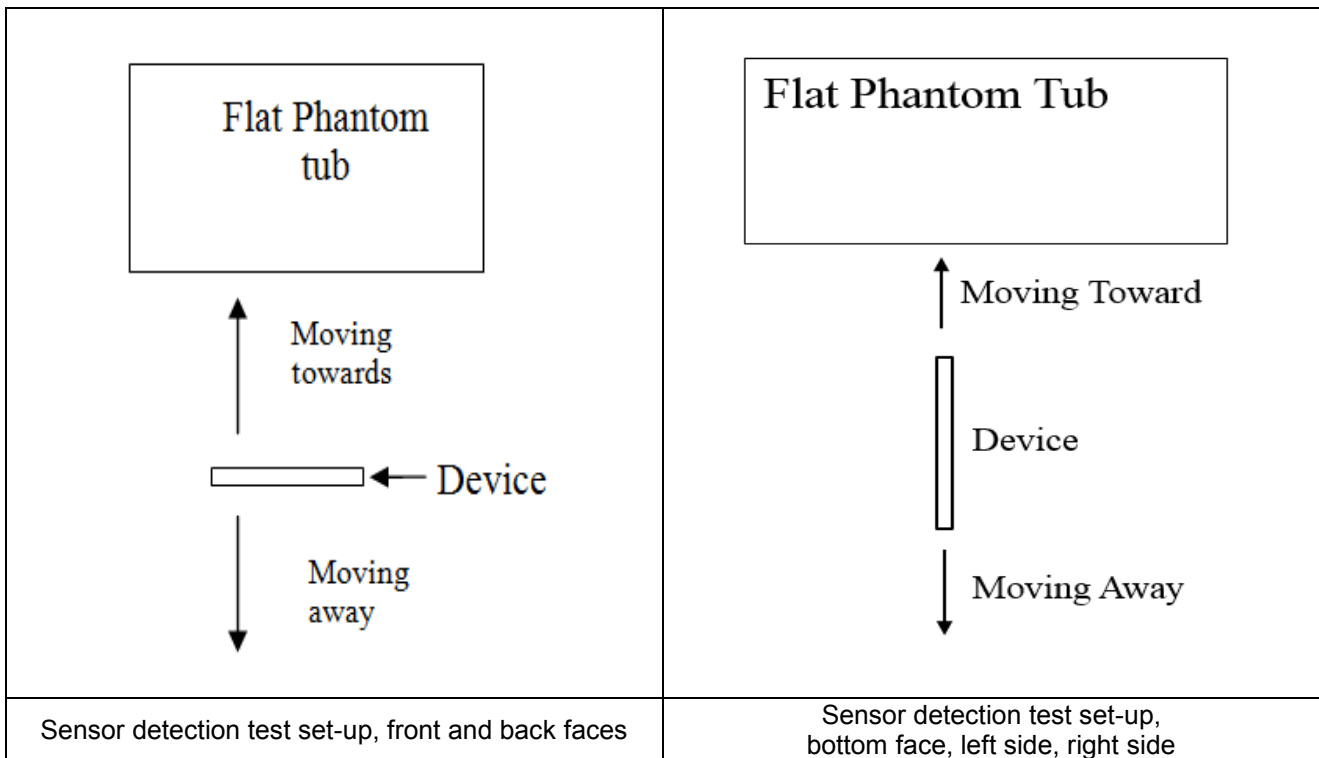 Flat Phantom
tub
Moving
towards
Device
Moving
away
Flat Phantom Tub
Moving Toward
Device
Moving Away
Sensor detection test set-up, front and back faces
Sensor detection test set-up,
bottom face, left side, right side